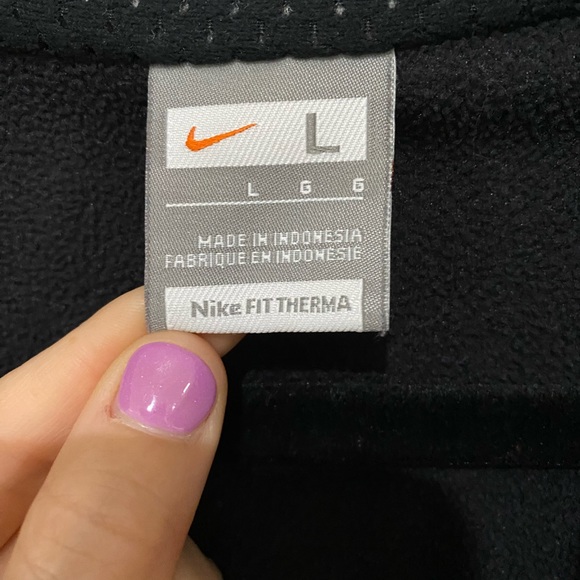 L
L G G
MADE IN INDONESIA
FABRIQUE EN INDONESIE
Nike FIT THERMA